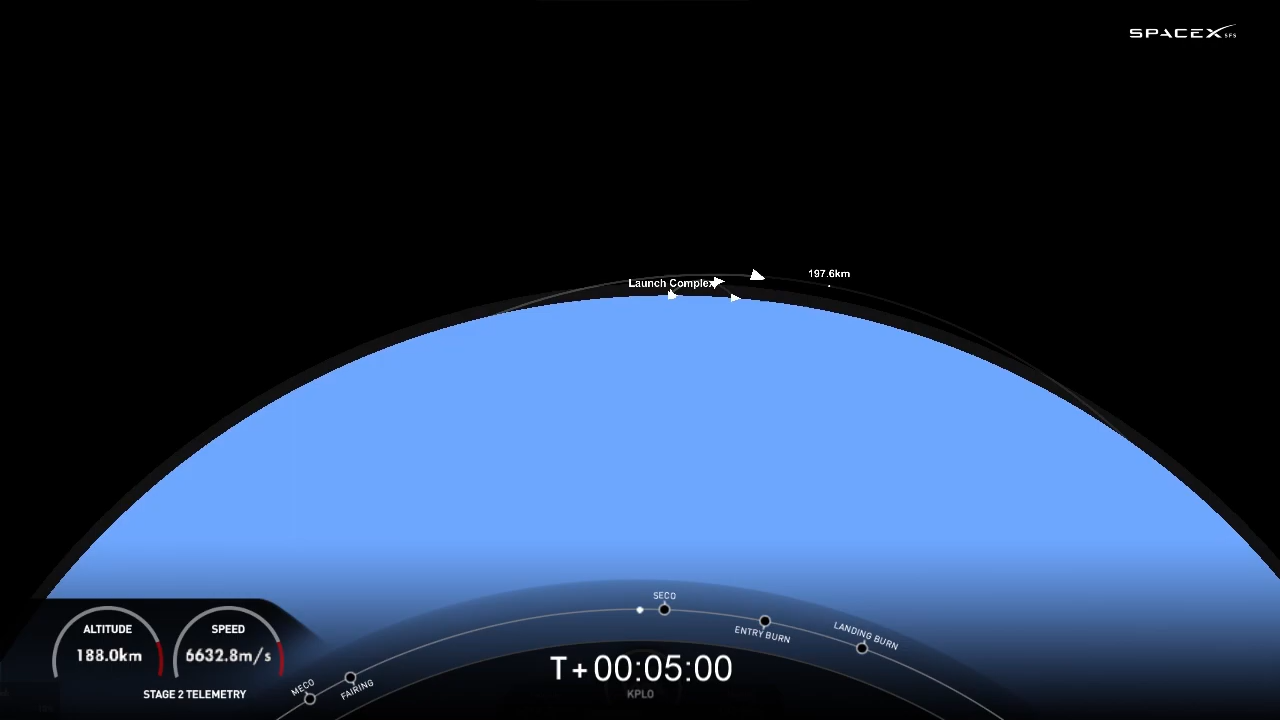 SPACEX SFS
197.6km
Launch Complex
SECO
ENTRY BURN
LANDING BURN
ALTITUDE
188.0km
SPEED
6632.8m/s
STAGE 2 TELEMETRY
MECO
FAIRING
T+00:05:00
KPLO